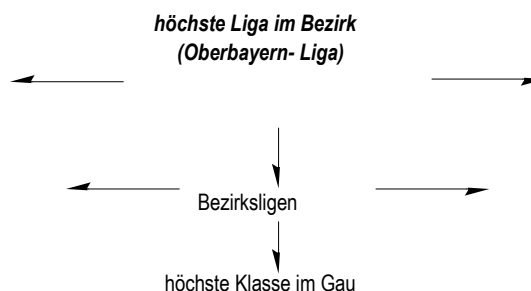 höchste Liga im Bezirk
(Oberbayern- Liga)
Bezirksligen
höchste Klasse im Gau